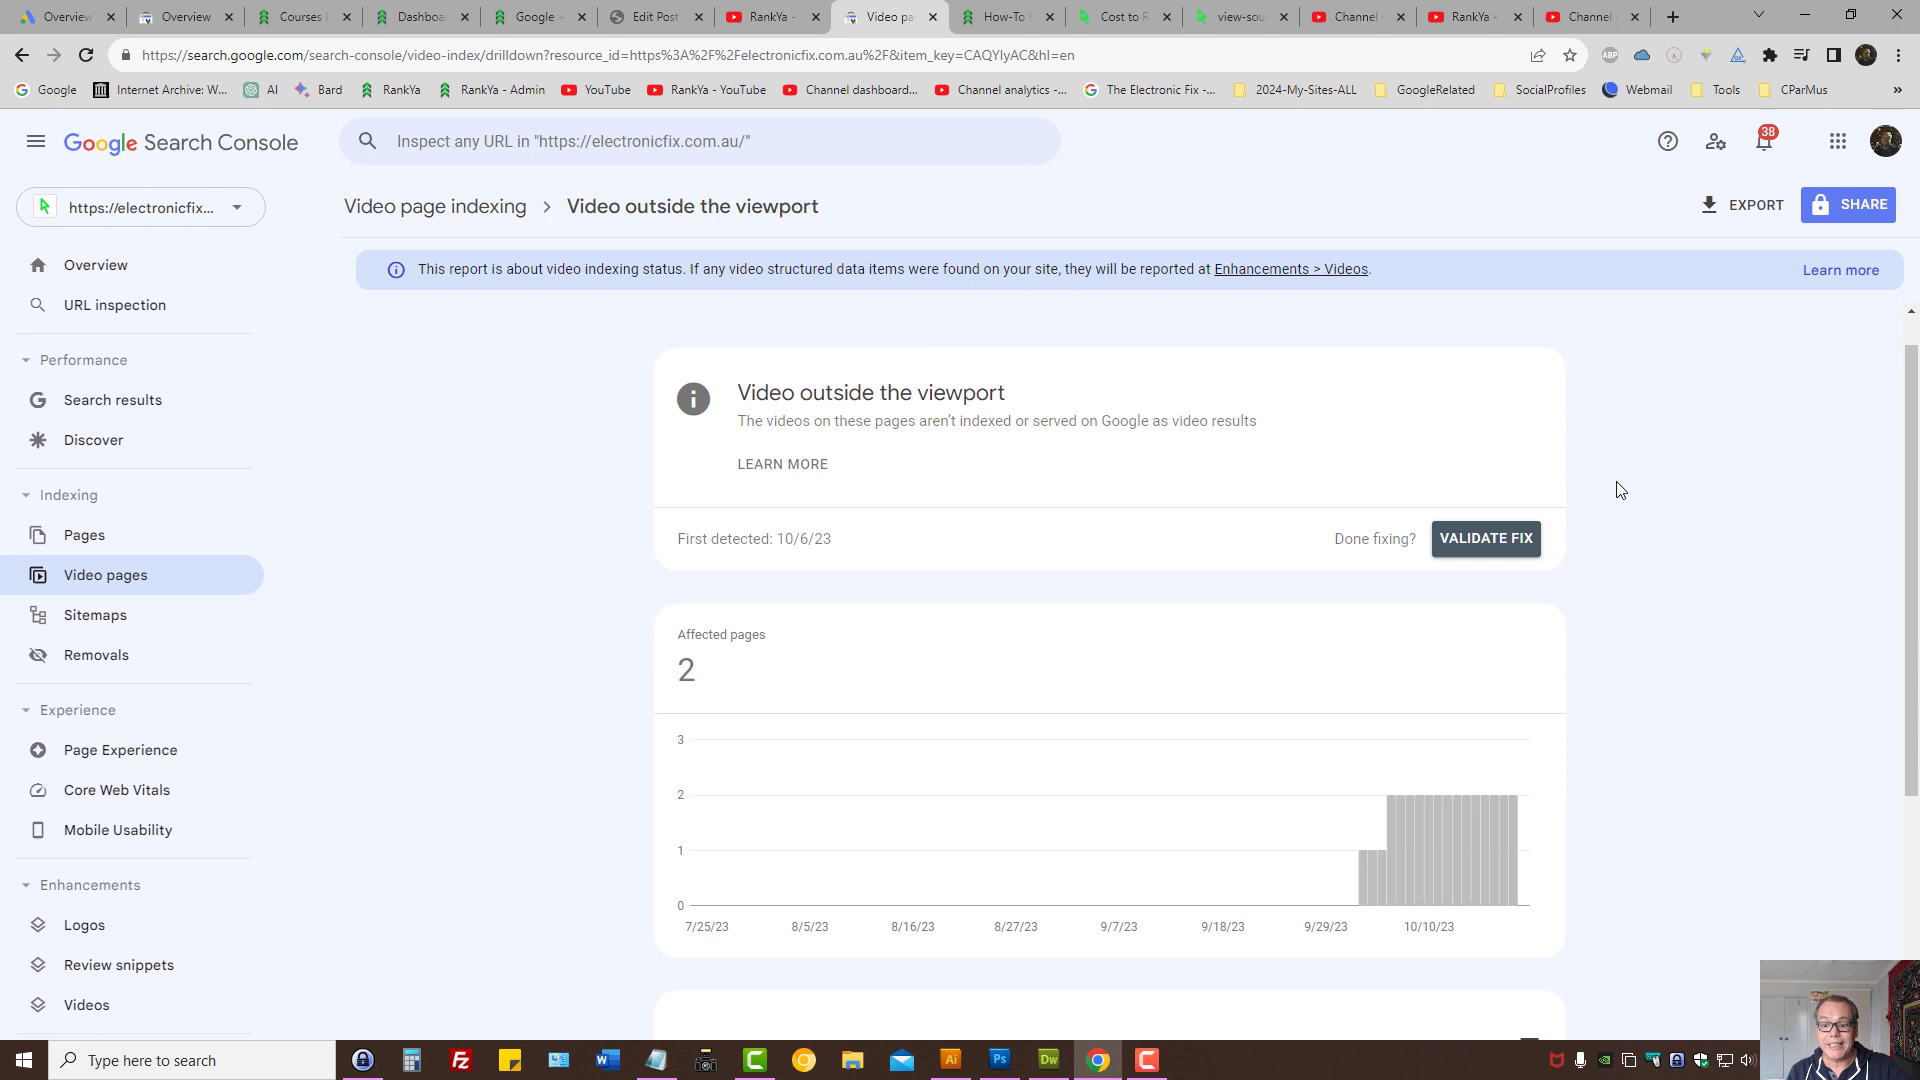 Overview
Overview
Courses
Dashboa
Google -
Edit Post
RankYa -
Video pa
How-To
Cost to R
view-sou
Channel
RankYa -
Channel
https://search.google.com/search-console/video-index/drilldown?resource_id=https%3A%2F%2Felectronicfix.com.au%2F&item_key=CAQYIyAC&hl=en
Google
Internet Archive: W...
AI
Bard
RankYa
RankYa - Admin
YouTube
RankYa - YouTube
Channel dashboard...
Channel analytics -...
The Electronic Fix -...
2024-My-Sites-ALL
GoogleRelated
SocialProfiles
Webmail
Tools
CParMus
Google Search Console
Inspect any URL in "https://electronicfix.com.au/"
38
https://electronicfix...
Video page indexing > Video outside the viewport
EXPORT
SHARE
This report is about video indexing status. If any video structured data items were found on your site, they will be reported at Enhancements > Videos.
Learn more
Overview
URL inspection
Performance
Search results
Discover
Indexing
Pages
Video pages
Sitemaps
Removals
Experience
Page Experience
Core Web Vitals
Mobile Usability
Enhancements
Logos
Review snippets
Videos
Video outside the viewport
The videos on these pages aren't indexed or served on Google as video results
LEARN MORE
First detected: 10/6/23
Done fixing?
VALIDATE FIX
Affected pages
2
3
2
1
0
7/25/23
8/5/23
8/16/23
8/27/23
9/7/23
9/18/23
9/29/23
10/10/23
Type here to search
Fz
W
Ai
Ps
Dw